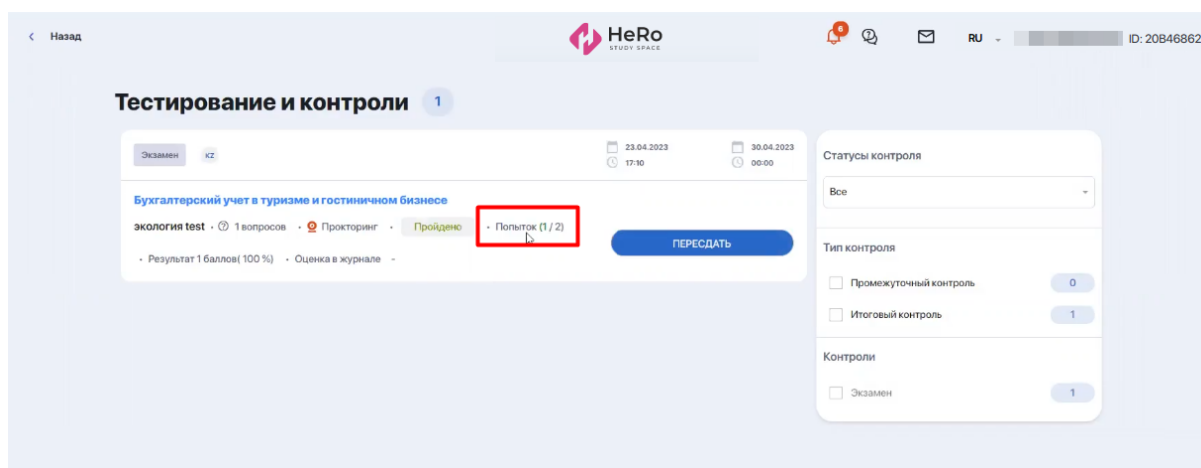 Назад
HeRo
STUDY SPACE
6
RU
ID: 20B46862
Тестирование и контроли 1
Экзамен KZ
23.04.2023 30.04.2023
17:10 00:00
Бухгалтерский учет в туризме и гостиничном бизнесе
экология test · 1 вопросов · Прокторинг · Пройдено · Попыток (1 / 2)
ПЕРЕСДАТЬ
· Результат 1 баллов( 100 %) · Оценка в журнале -
Статусы контроля
Все
Тип контроля
Промежуточный контроль 0
Итоговый контроль 1
Контроли
Экзамен 1